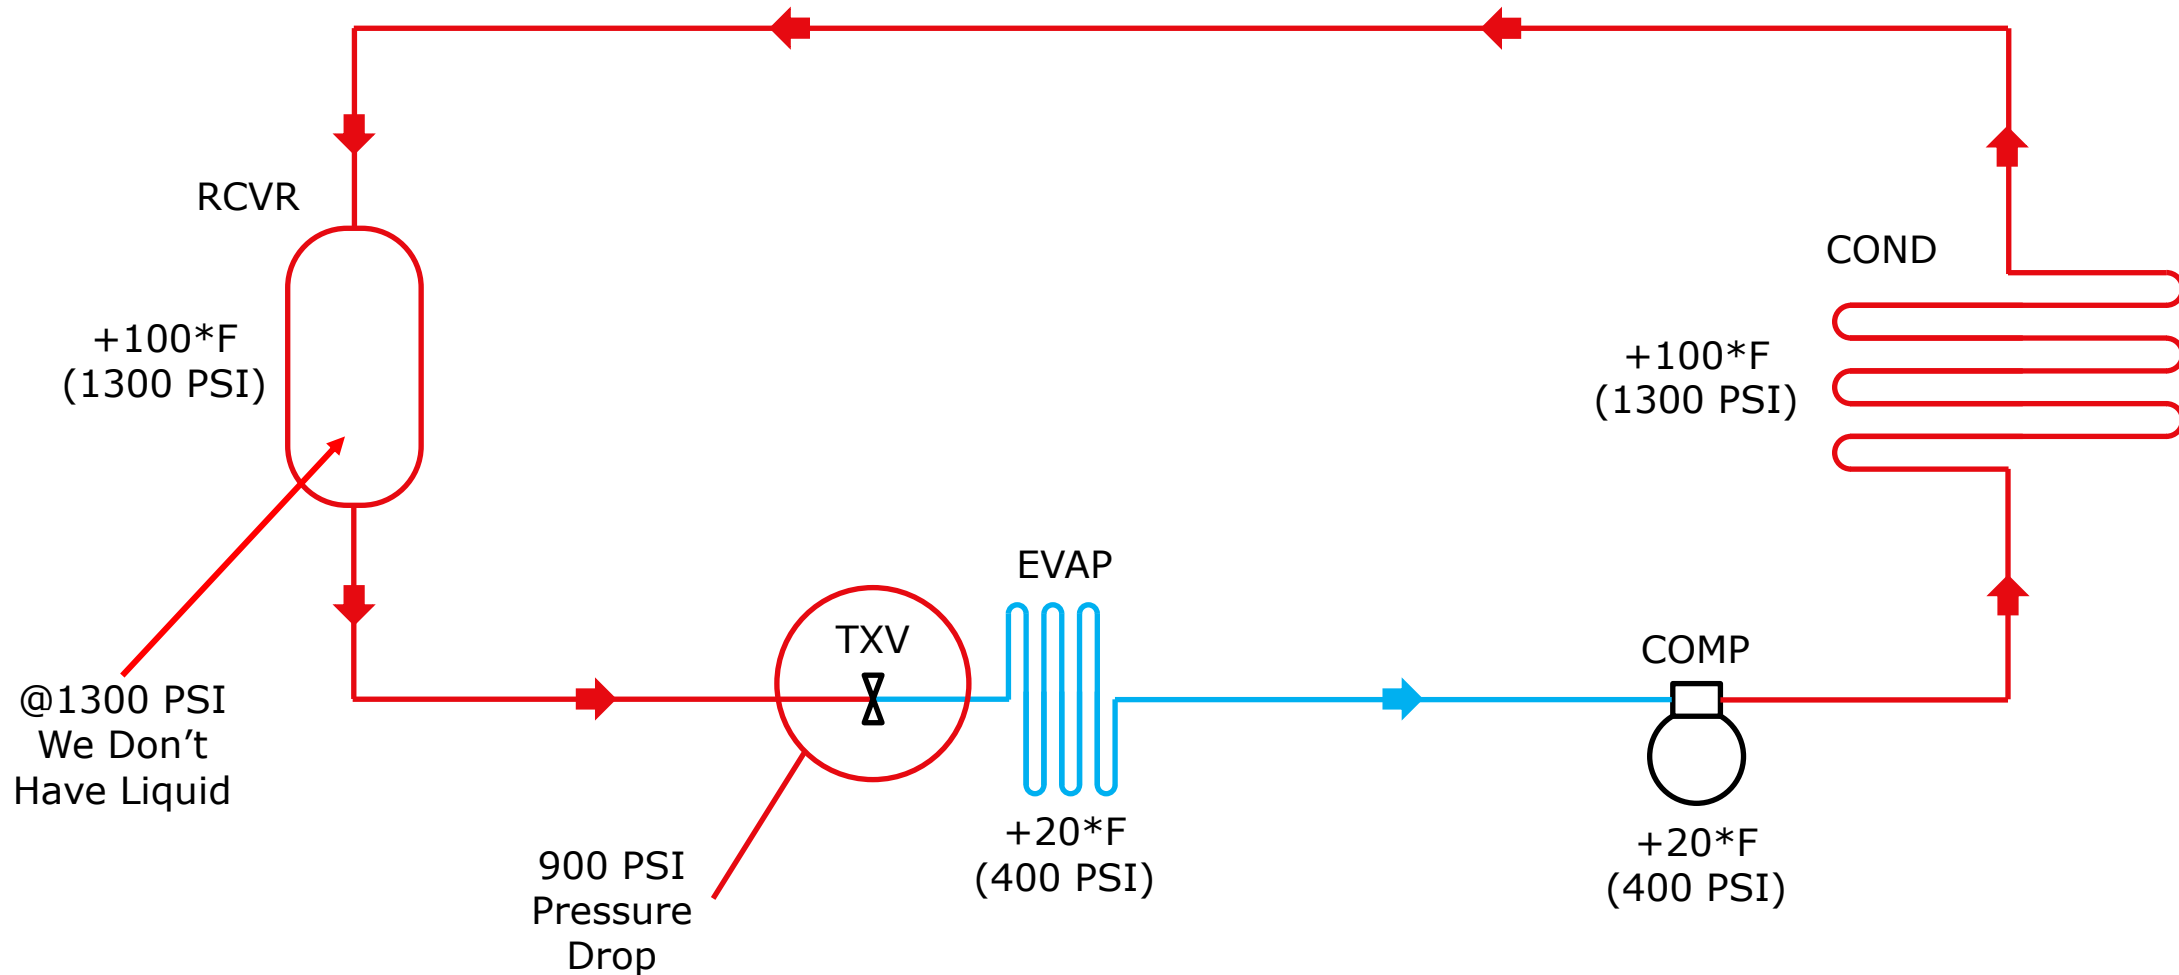 RCVR
COND
+100*F
(1300 PSI)
+100*F
(1300 PSI)
EVAP
TXV
COMP
@1300 PSI
We Don’t
Have Liquid
+20*F
(400 PSI)
+20*F
(400 PSI)
900 PSI
Pressure
Drop